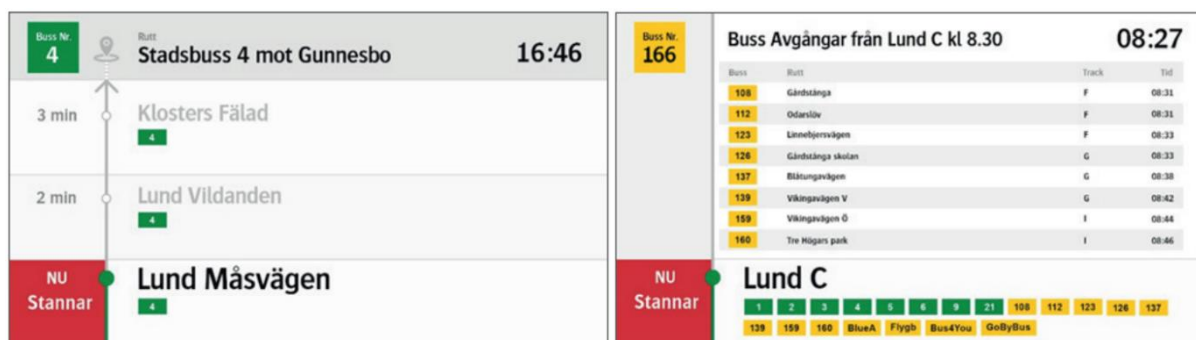 Buss Nr.
4
Rutt
Stadsbuss 4 mot Gunnesbo
16:46
3 min
Klosters Fälad
4
2 min
Lund Vildanden
4
NU
Stannar
Lund Måsvägen
4
Buss Nr.
166
Buss Avgångar från Lund C kl 8.30
08:27
Buss Rutt Track Tid
108 Gårdstånga F 08:31
112 Odarslöv F 08:31
123 Linnebjersvägen F 08:33
126 Gårdstånga skolan G 08:33
137 Blåtungavägen G 08:38
139 Vikingavägen V G 08:42
159 Vikingavägen Ö I 08:44
160 Tre Högars park I 08:46
NU
Stannar
Lund C
1 2 3 4 5 6 9 21 108 112 123 126 137
139 159 160 BlueA Flygb Bus4You GoByBus